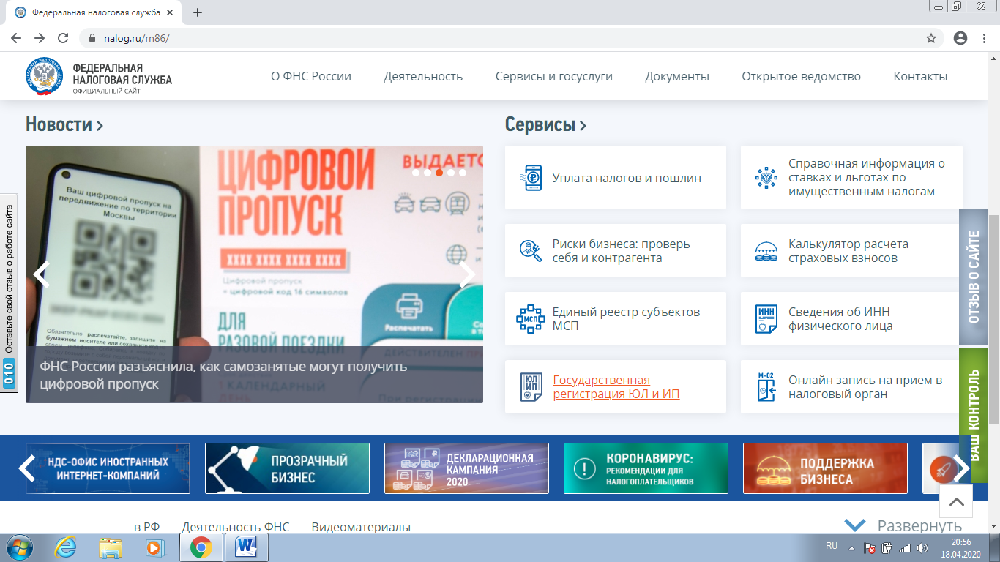 Федеральная налоговая служба
nalog.ru/rn86/
ФЕДЕРАЛЬНАЯ
НАЛОГОВАЯ СЛУЖБА
ОФИЦИАЛЬНЫЙ САЙТ
О ФНС России
Деятельность
Сервисы и госуслуги
Документы
Открытое ведомство
Контакты
Новости
Ваш цифровой пропуск на
передвижение по территории
Москвы
Обязательно распечатайте, запишите на
бумажном носителе или сохраните
ЦИФРОВОЙ
ПРОПУСК
ВЫДАЕТС
XXXX XXXX XXXX XXXX
Цифровой пропуск
= цифровой код 16 символов
ДЛЯ
РАЗОВОЙ ПОЕЗДКИ
Распечатать
ДЕЙСТВИТЕЛЕН
1 КАЛЕНДАРНЫЙ
ДЕНЬ
При регистрации
ФНС России разъяснила, как самозанятые могут получить
цифровой пропуск
Сервисы
Уплата налогов и пошлин
Справочная информация о
ставках и льготах по
имущественным налогам
Риски бизнеса: проверь
себя и контрагента
Калькулятор расчета
страховых взносов
МСП
Единый реестр субъектов
МСП
ИНН
Сведения об ИНН
физического лица
ЮЛ
ИП
Государственная
регистрация ЮЛ и ИП
М-02
Онлайн запись на прием в
налоговый орган
Оставьте свой отзыв о работе сайта
010
ОТЗЫВ О САЙТЕ
ВАШ КОНТРОЛЬ
НДС-ОФИС ИНОСТРАННЫХ
ИНТЕРНЕТ-КОМПАНИЙ
ПРОЗРАЧНЫЙ
БИЗНЕС
ДЕКЛАРАЦИОННАЯ
КАМПАНИЯ
2020
КОРОНАВИРУС:
РЕКОМЕНДАЦИИ ДЛЯ
НАЛОГОПЛАТЕЛЬЩИКОВ
ПОДДЕРЖКА
БИЗНЕСА
в РФ
Деятельность ФНС
Видеоматериалы
Развернуть
RU
20:56
18.04.2020